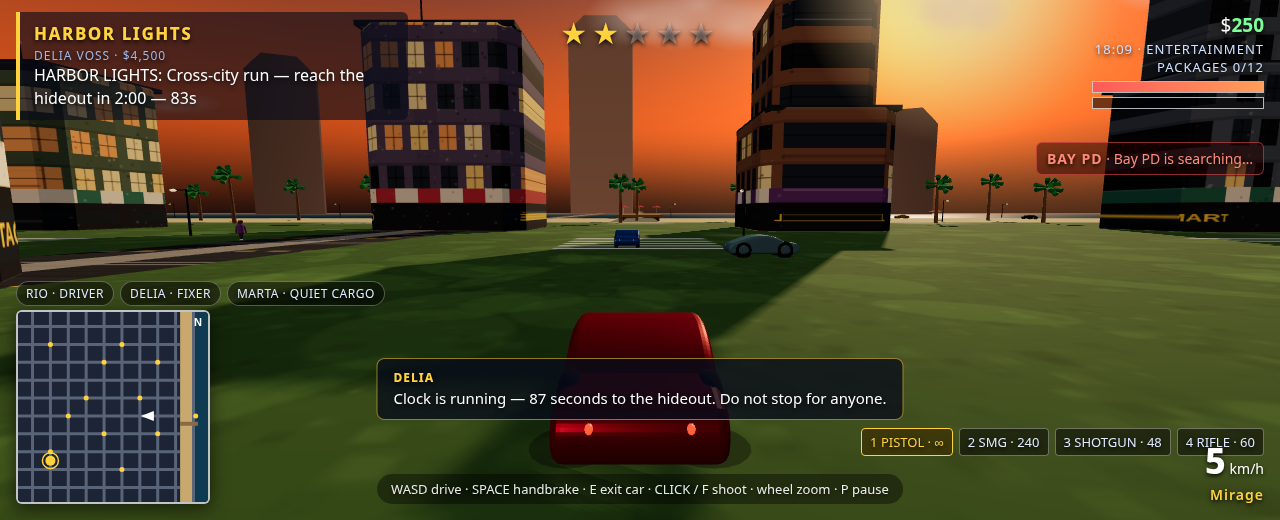 HARBOR LIGHTS
DELIA VOSS · $4,500
HARBOR LIGHTS: Cross-city run — reach the
hideout in 2:00 — 83s
$250
18:09 · ENTERTAINMENT
PACKAGES 0/12
BAY PD · Bay PD is searching...
RIO · DRIVER
DELIA · FIXER
MARTA · QUIET CARGO
N
DELIA
Clock is running — 87 seconds to the hideout. Do not stop for anyone.
1 PISTOL · ∞
2 SMG · 240
3 SHOTGUN · 48
4 RIFLE · 60
5 km/h
Mirage
WASD drive · SPACE handbrake · E exit car · CLICK / F shoot · wheel zoom · P pause